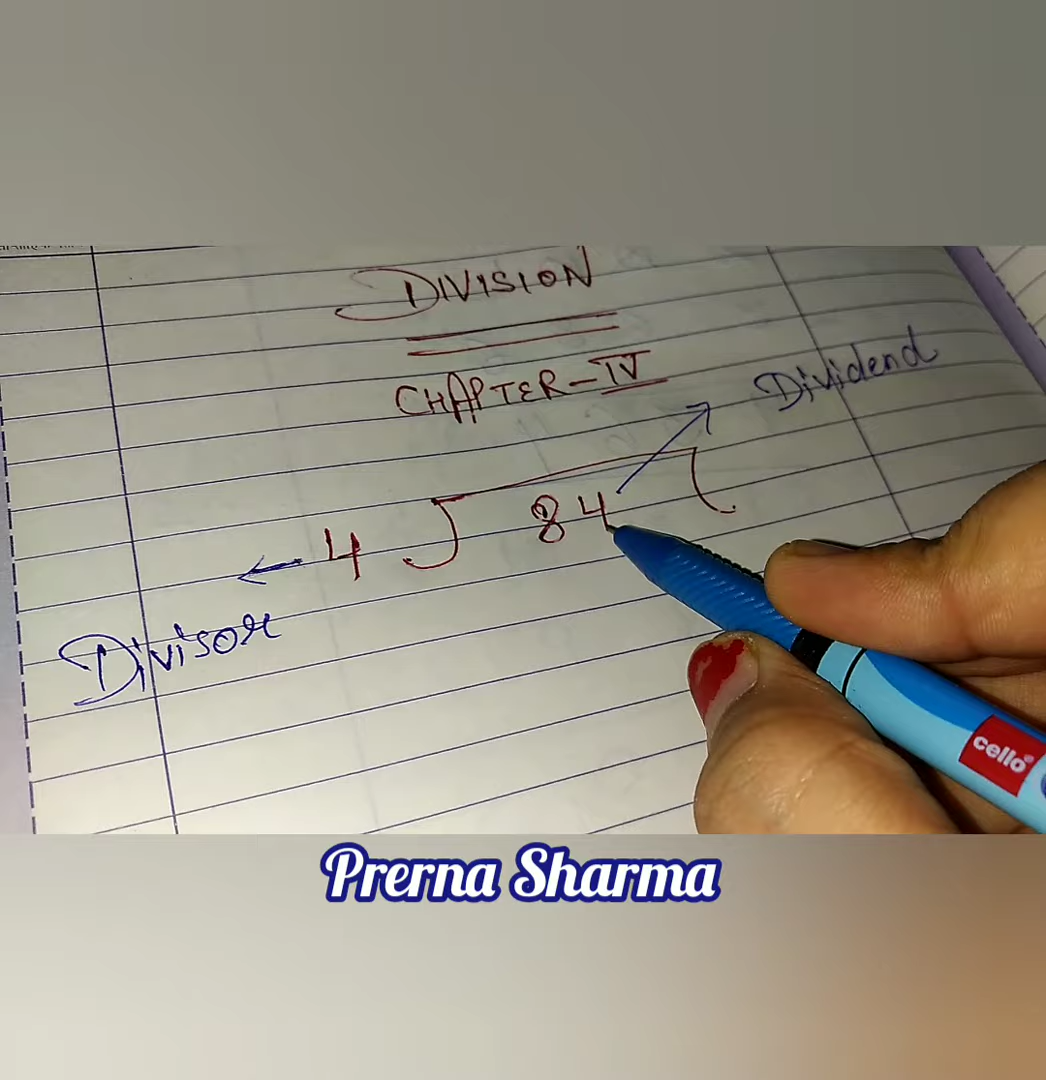 DIVISION
CHAPTER-IV
Dividend
4 84
Divisor
cello
Prerna Sharma